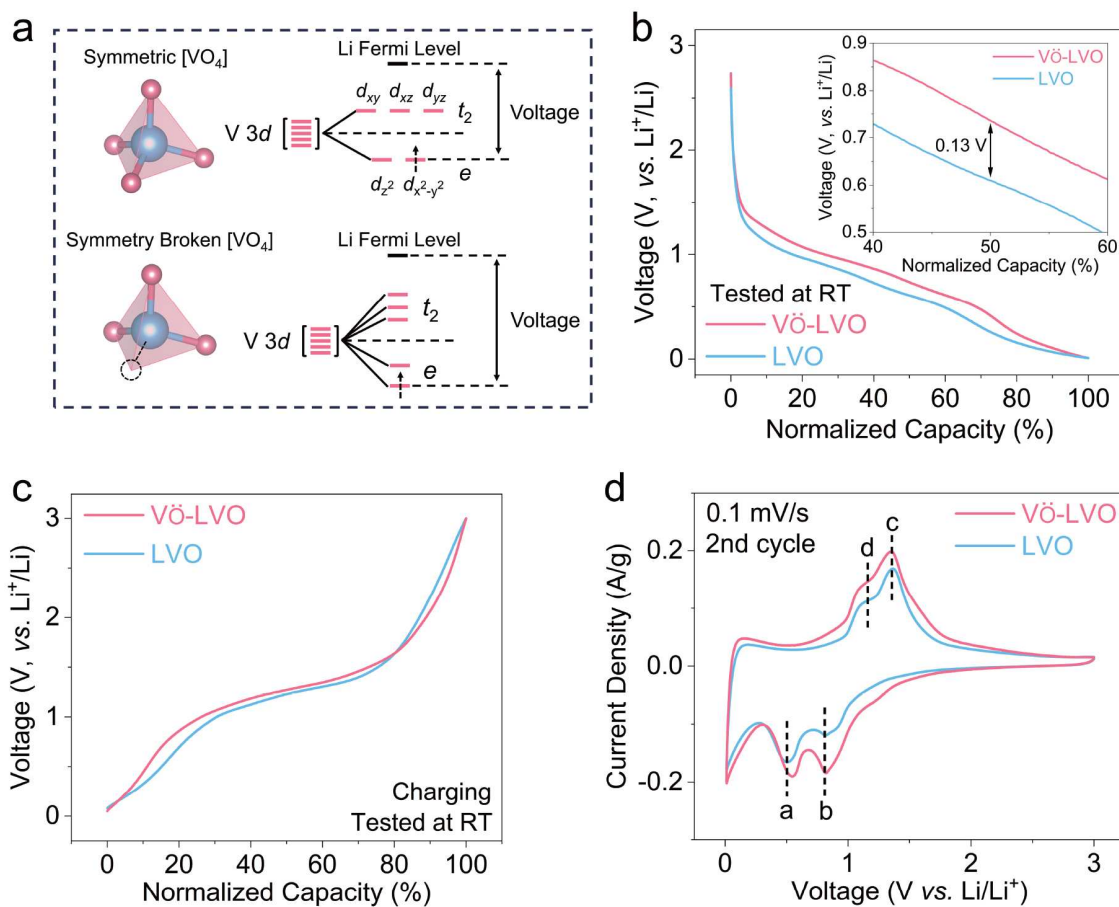 a
Symmetric [VO₄]
Li Fermi Level
dxy dxz dyz
t₂
Voltage
V 3d
e
dz² dx²-y²
Symmetry Broken [VO₄]
Li Fermi Level
t₂
Voltage
V 3d
e
b
Voltage (V, vs. Li⁺/Li)
3
2
1
0
0 20 40 60 80 100
Normalized Capacity (%)
Tested at RT
VÖ-LVO
LVO
Voltage (V, vs. Li⁺/Li)
0.9
0.8
0.7
0.6
0.5
40 50 60
Normalized Capacity (%)
VÖ-LVO
LVO
0.13 V
c
VÖ-LVO
LVO
Voltage (V, vs. Li⁺/Li)
3
2
1
0
Charging
Tested at RT
0 20 40 60 80 100
Normalized Capacity (%)
d
0.1 mV/s
2nd cycle
VÖ-LVO
LVO
c
d
Current Density (A/g)
0.2
0.0
-0.2
a
b
0 1 2 3
Voltage (V vs. Li/Li⁺)